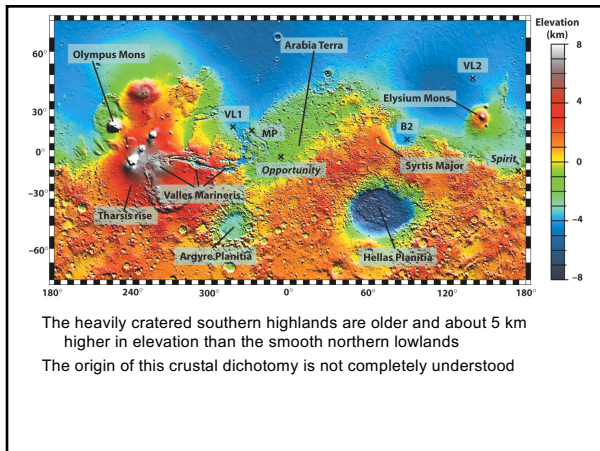 Elevation
(km)
8
4
0
−4
−8
60°
30°
0°
−30°
−60°
Olympus Mons
Arabia Terra
VL2
VL1
MP
Elysium Mons
B2
Opportunity
Syrtis Major
Spirit
Valles Marineris
Tharsis rise
Argyre Planitia
Hellas Planitia
180° 240° 300° 0° 60° 120° 180°
The heavily cratered southern highlands are older and about 5 km
higher in elevation than the smooth northern lowlands
The origin of this crustal dichotomy is not completely understood